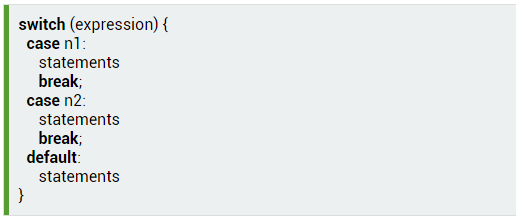 switch (expression) {
case n1:
statements
break;
case n2:
statements
break;
default:
statements
}